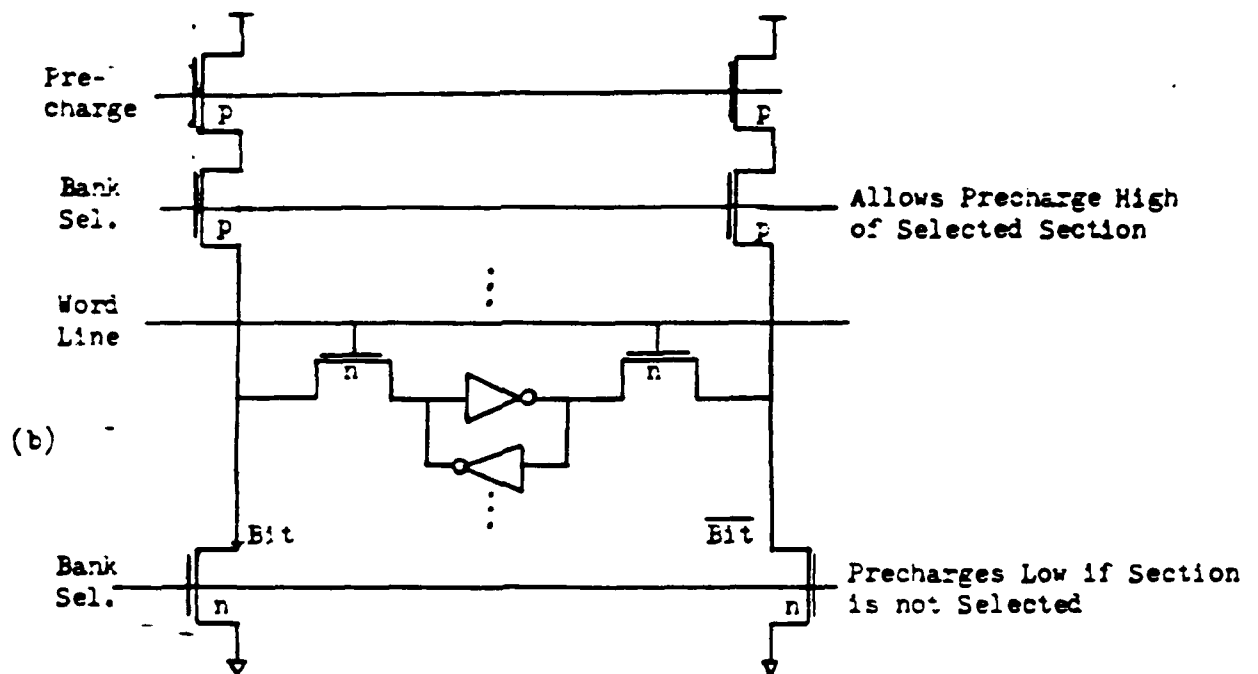 Pre-
charge
p
p
Bank
Sel.
p
p
Allows Precharge High
of Selected Section
Word
Line
n
n
(b)
Bit
Bit
Bank
Sel.
n
n
Precharges Low if Section
is not Selected